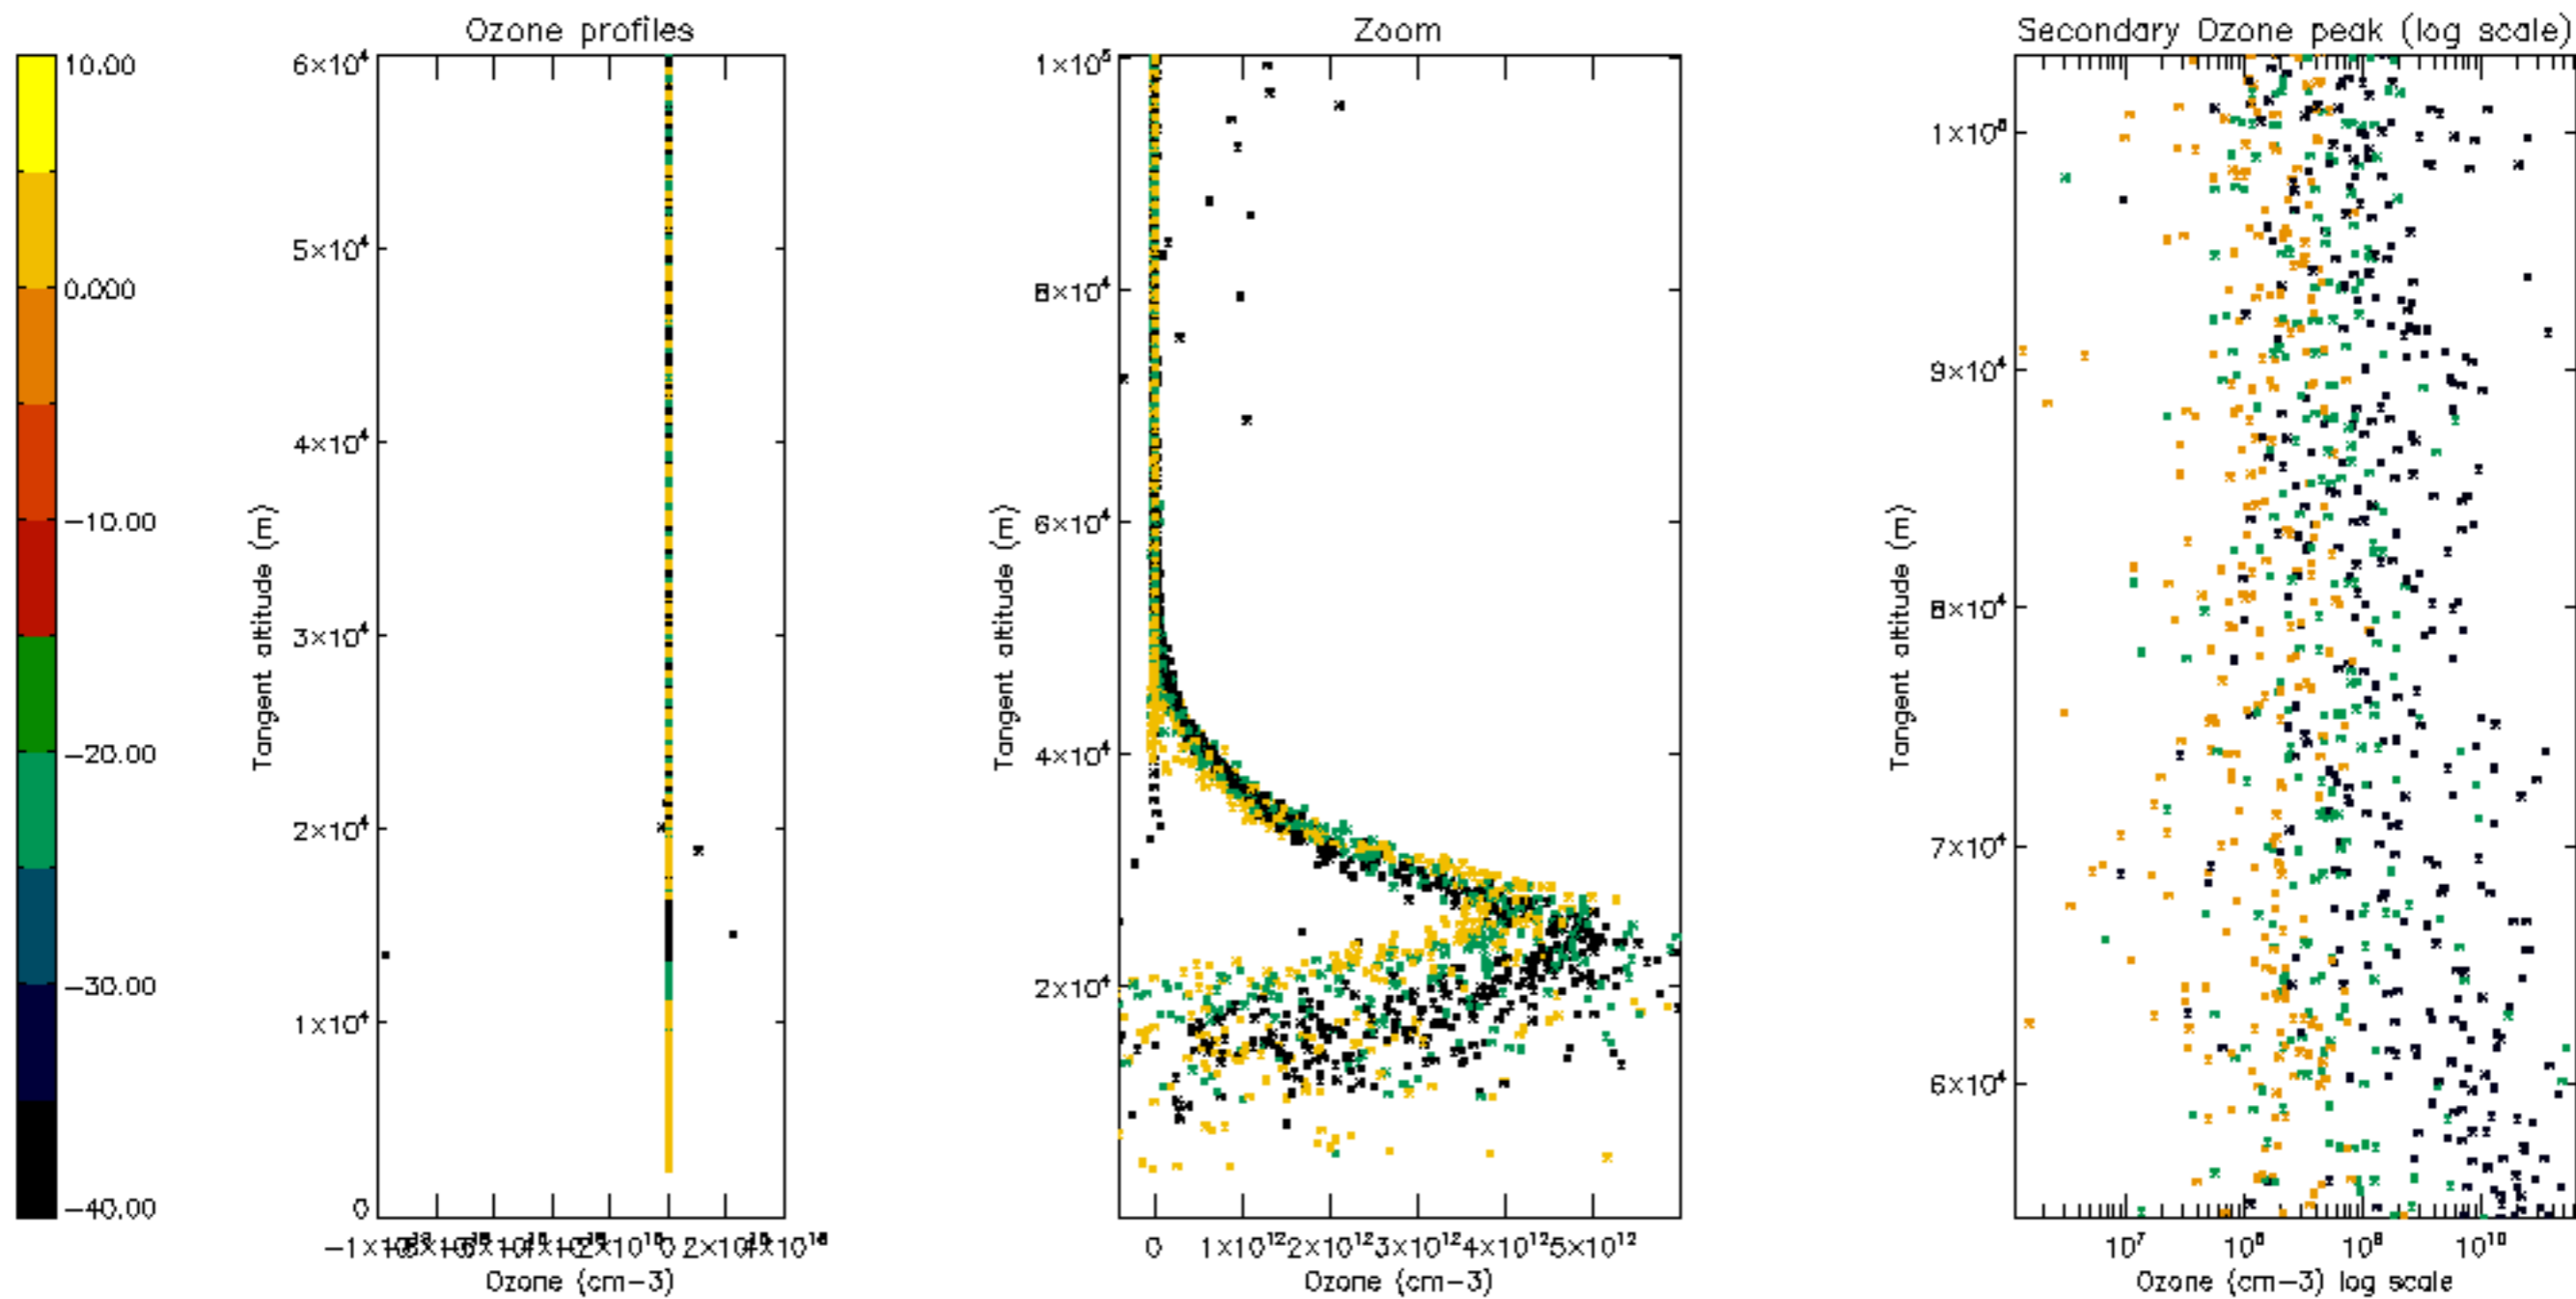 Ozone profiles
Zoom
Secondary Ozone peak (log scale)
10.00
0.000
−10.00
−20.00
−30.00
−40.00
6×10⁴
5×10⁴
4×10⁴
3×10⁴
2×10⁴
1×10⁴
0
Tangent altitude (m)
0 2×10¹⁵
Ozone (cm−3)
1×10⁵
8×10⁴
6×10⁴
4×10⁴
2×10⁴
Tangent altitude (m)
0 1×10¹² 2×10¹² 3×10¹² 4×10¹² 5×10¹²
Ozone (cm−3)
9×10⁴
8×10⁴
7×10⁴
6×10⁴
Tangent altitude (m)
10⁷ 10⁸ 10⁹ 10¹⁰
Ozone (cm−3) log scale